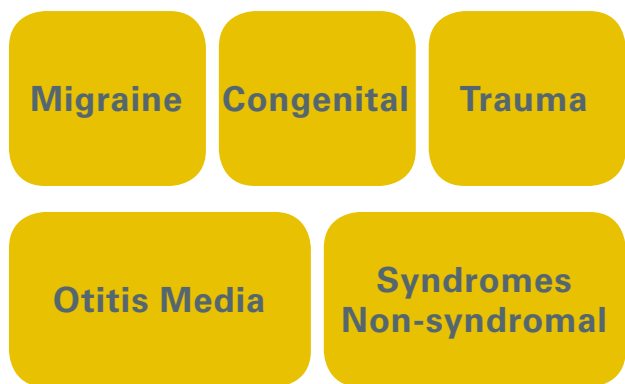 Migraine
Congenital
Trauma
Otitis Media
Syndromes
Non-syndromal